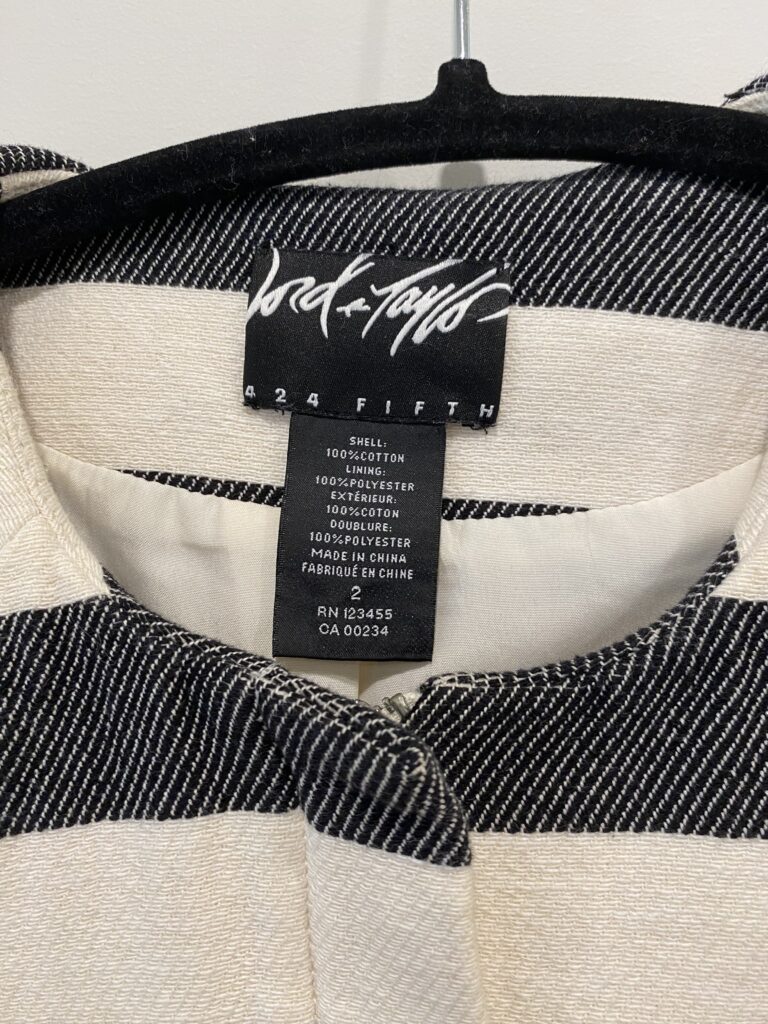 Lord & Taylor
424 FIFTH
SHELL:
100%COTTON
LINING:
100%POLYESTER
EXTÉRIEUR:
100%COTON
DOUBLURE:
100%POLYESTER
MADE IN CHINA
FABRIQUÉ EN CHINE
2
RN 123455
CA 00234